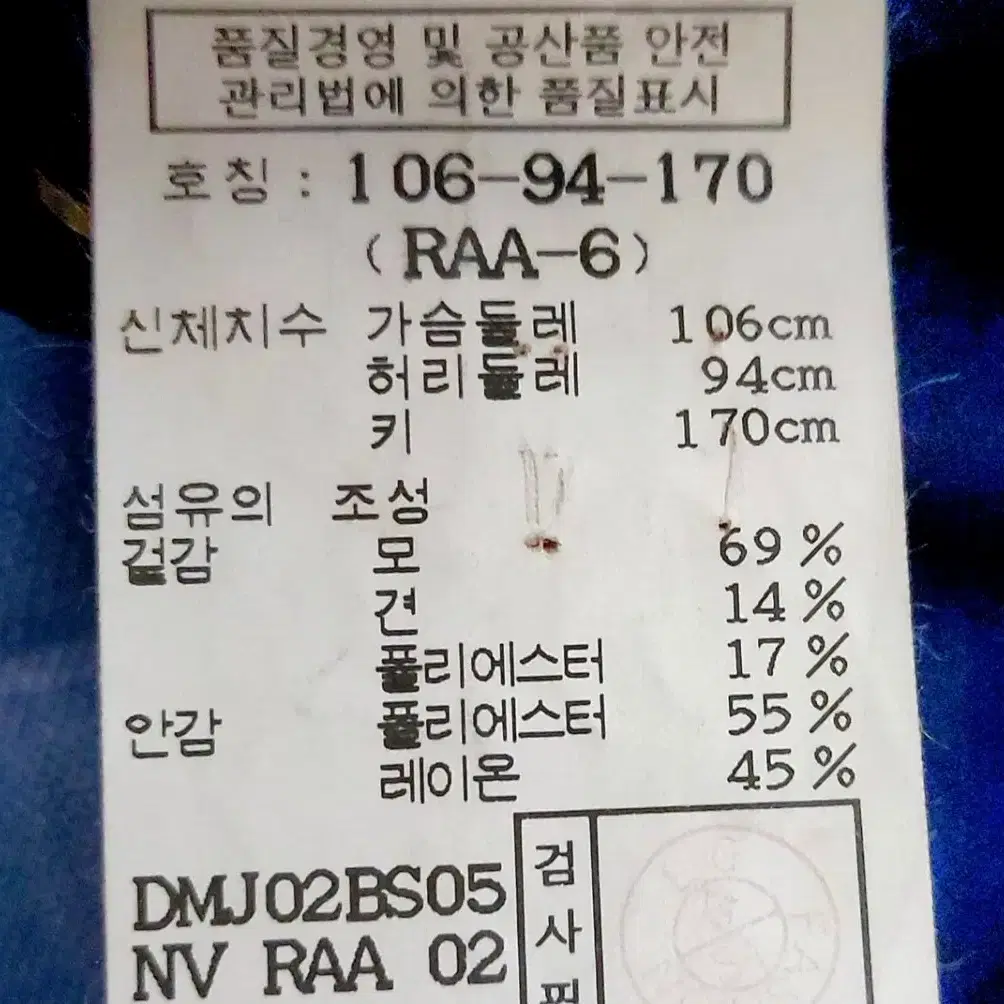 품질경영 및 공산품 안전
관리법에 의한 품질표시
호칭 : 106-94-170
(RAA-6)
신체치수 가슴둘레 106cm
허리둘레 94cm
키 170cm
섬유의 조성
겉감 모 69%
견 14%
폴리에스터 17%
안감 폴리에스터 55%
레이온 45%
DMJ02BS05
NV RAA 02
검
사